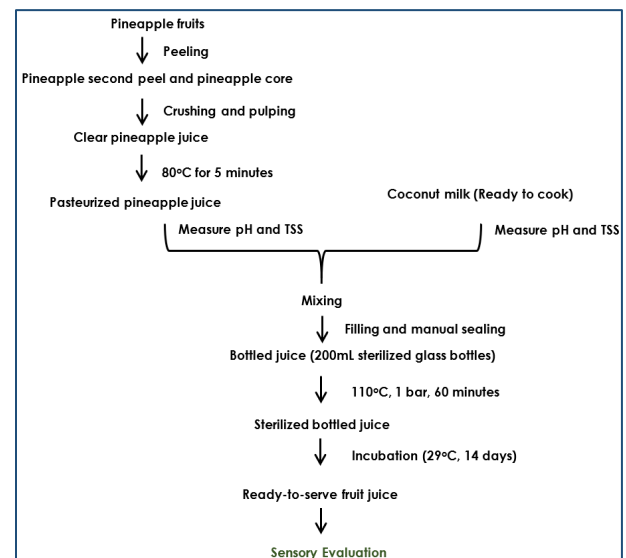 Pineapple fruits
Peeling
Pineapple second peel and pineapple core
Crushing and pulping
Clear pineapple juice
80°C for 5 minutes
Pasteurized pineapple juice
Coconut milk (Ready to cook)
Measure pH and TSS
Measure pH and TSS
Mixing
Filling and manual sealing
Bottled juice (200mL sterilized glass bottles)
110°C, 1 bar, 60 minutes
Sterilized bottled juice
Incubation (29°C, 14 days)
Ready-to-serve fruit juice
Sensory Evaluation